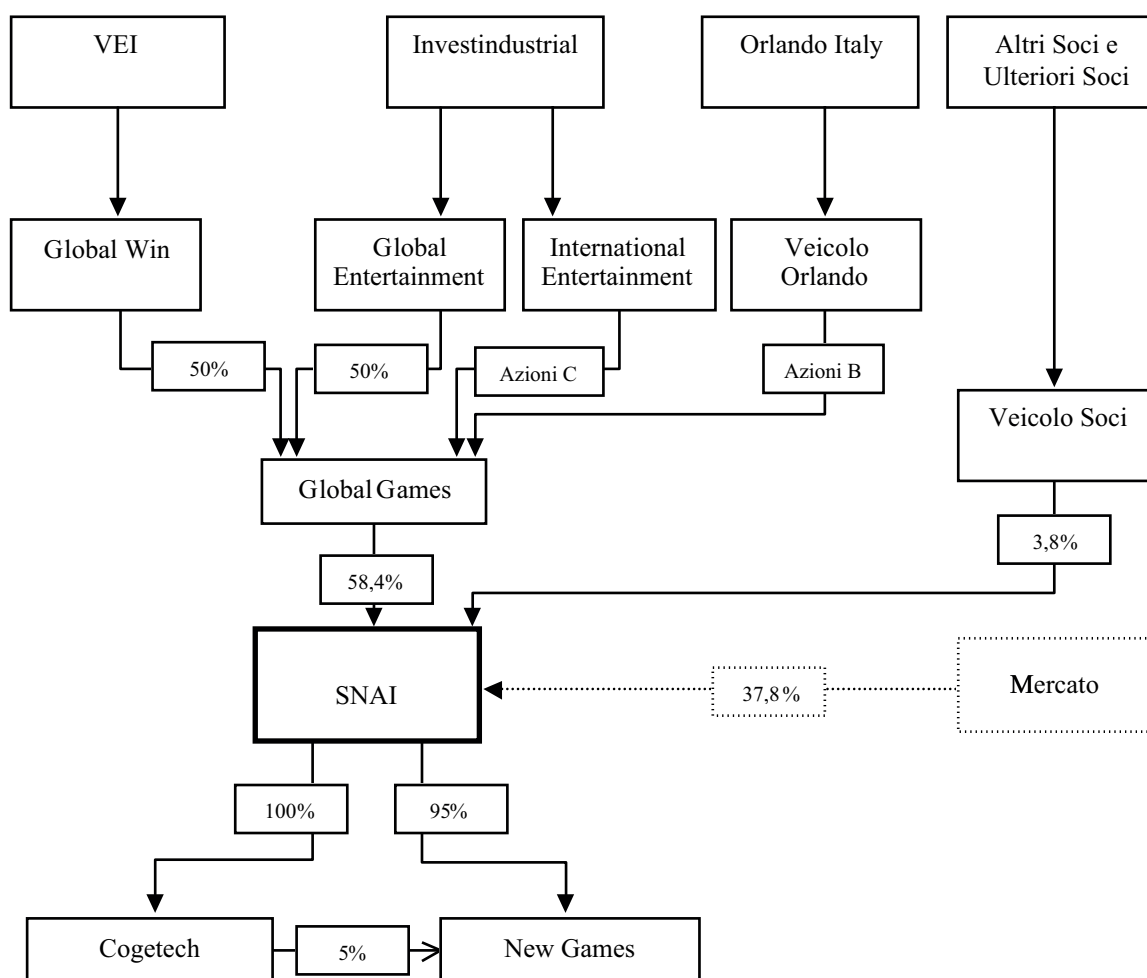 VEI
Investindustrial
Orlando Italy
Altri Soci e
Ulteriori Soci
Global Win
Global
Entertainment
International
Entertainment
Veicolo
Orlando
50%
50%
Azioni C
Azioni B
Veicolo Soci
Global Games
3,8%
58,4%
SNAI
37,8%
Mercato
100%
95%
Cogetech
5%
New Games